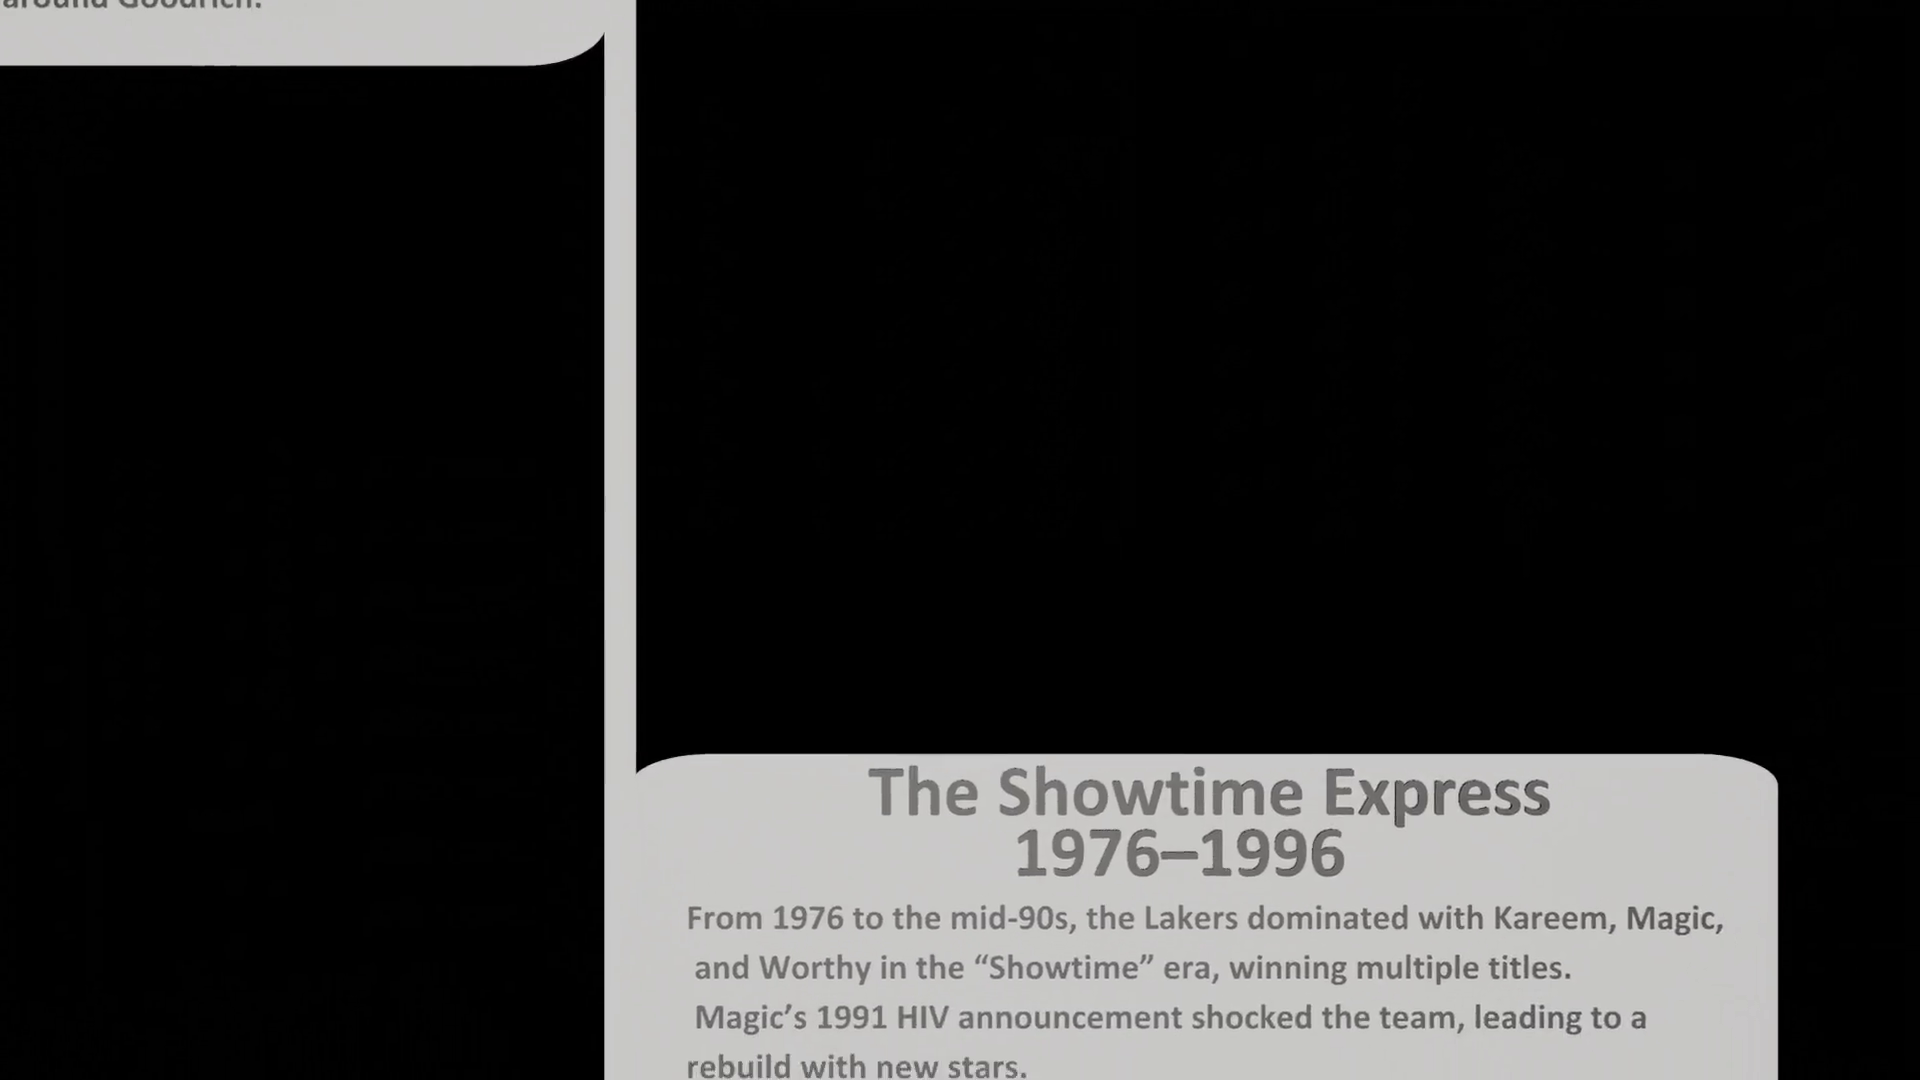 around Goodrich.
The Showtime Express
1976–1996
From 1976 to the mid-90s, the Lakers dominated with Kareem, Magic,
and Worthy in the “Showtime” era, winning multiple titles.
Magic’s 1991 HIV announcement shocked the team, leading to a
rebuild with new stars.